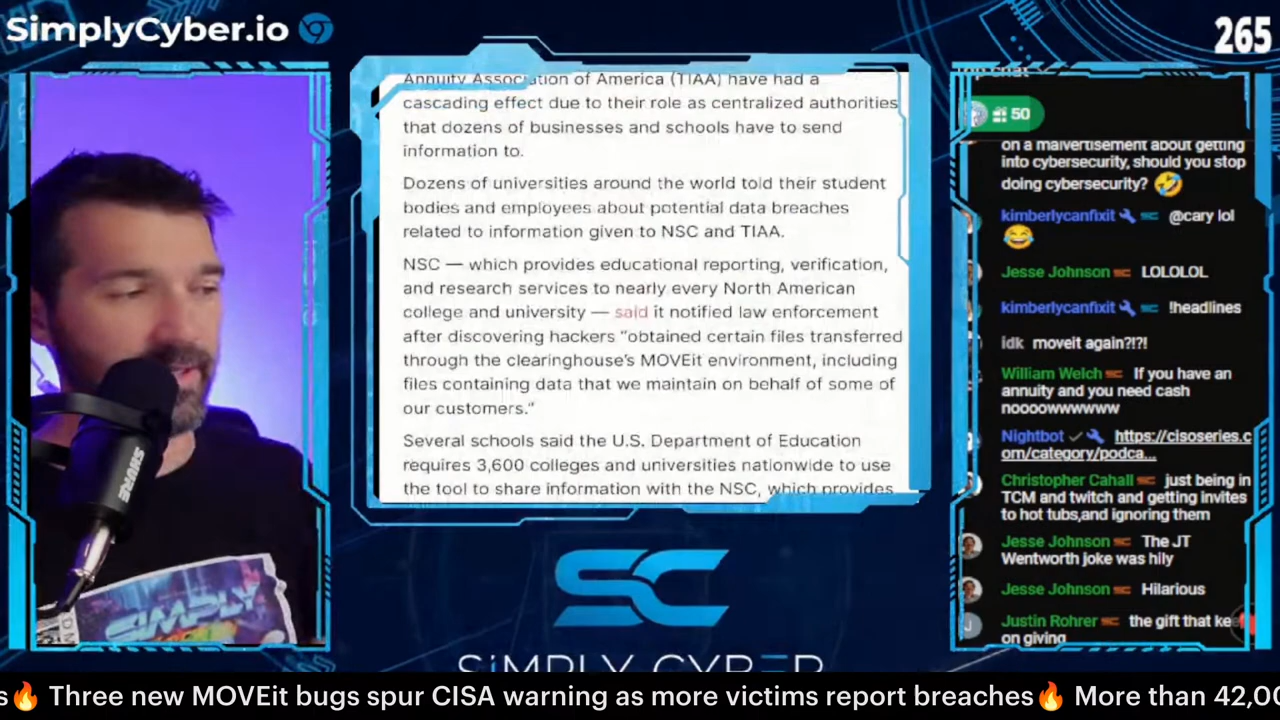 SimplyCyber.io
265
Annuity Association of America (TIAA) have had a
cascading effect due to their role as centralized authorities
that dozens of businesses and schools have to send
information to.
Dozens of universities around the world told their student
bodies and employees about potential data breaches
related to information given to NSC and TIAA.
NSC — which provides educational reporting, verification,
and research services to nearly every North American
college and university — said it notified law enforcement
after discovering hackers “obtained certain files transferred
through the clearinghouse’s MOVEit environment, including
files containing data that we maintain on behalf of some of
our customers.”
Several schools said the U.S. Department of Education
requires 3,600 colleges and universities nationwide to use
the tool to share information with the NSC, which provides
50
on a malvertisement about getting
into cybersecurity, should you stop
doing cybersecurity? 🤣
kimberlycanfixit @cary lol
😂
Jesse Johnson LOLOLOL
kimberlycanfixit !headlines
idk moveit again?!?!
William Welch If you have an
annuity and you need cash
noooowwwwww
Nightbot https://cisoseries.c
om/category/podca...
Christopher Cahall just being in
TCM and twitch and getting invites
to hot tubs,and ignoring them
Jesse Johnson The JT
Wentworth joke was hily
Jesse Johnson Hilarious
Justin Rohrer the gift that ke
on giving
SHURE
SIMPLY
SC
SIMPLY CYBER
s🔥 Three new MOVEit bugs spur CISA warning as more victims report breaches🔥 More than 42,00